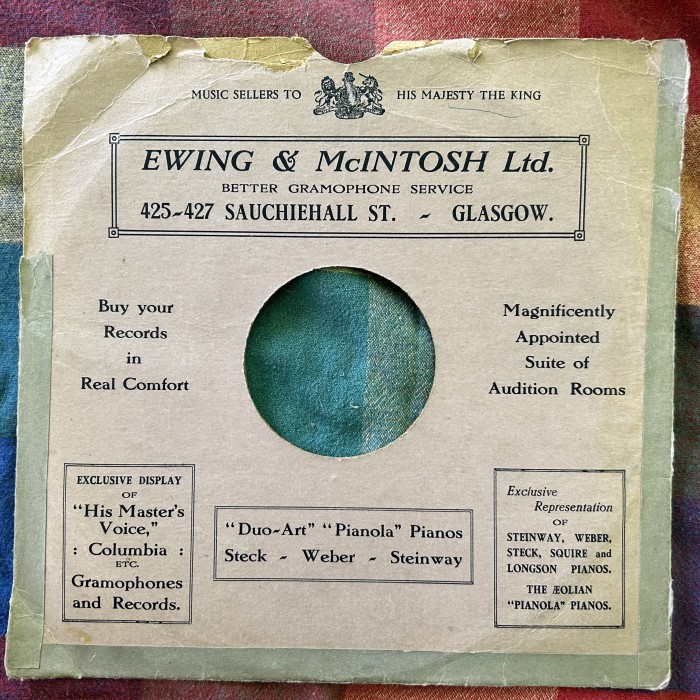 MUSIC SELLERS TO HIS MAJESTY THE KING
EWING & McINTOSH Ltd.
BETTER GRAMOPHONE SERVICE
425-427 SAUCHIEHALL ST. - GLASGOW.
Buy your
Records
in
Real Comfort
Magnificently
Appointed
Suite of
Audition Rooms
EXCLUSIVE DISPLAY
OF
“His Master's
Voice,”
: Columbia :
ETC.
Gramophones
and Records.
“Duo-Art” “Pianola” Pianos
Steck - Weber - Steinway
Exclusive
Representation
OF
STEINWAY, WEBER,
STECK, SQUIRE and
LONGSON PIANOS.
THE ÆOLIAN
“PIANOLA” PIANOS.